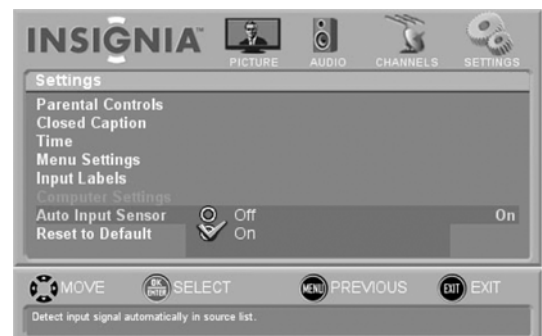 INSIGNIA
PICTURE AUDIO CHANNELS SETTINGS
Settings
Parental Controls
Closed Caption
Time
Menu Settings
Input Labels
Computer Settings
Auto Input Sensor Off On
Reset to Default On
MOVE OK ENTER SELECT MENU PREVIOUS EXIT EXIT
Detect input signal automatically in source list.